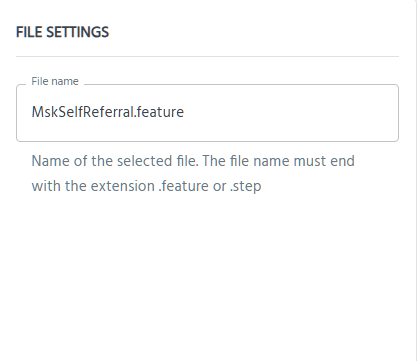 FILE SETTINGS
File name
MskSelfReferral.feature
Name of the selected file. The file name must end
with the extension .feature or .step